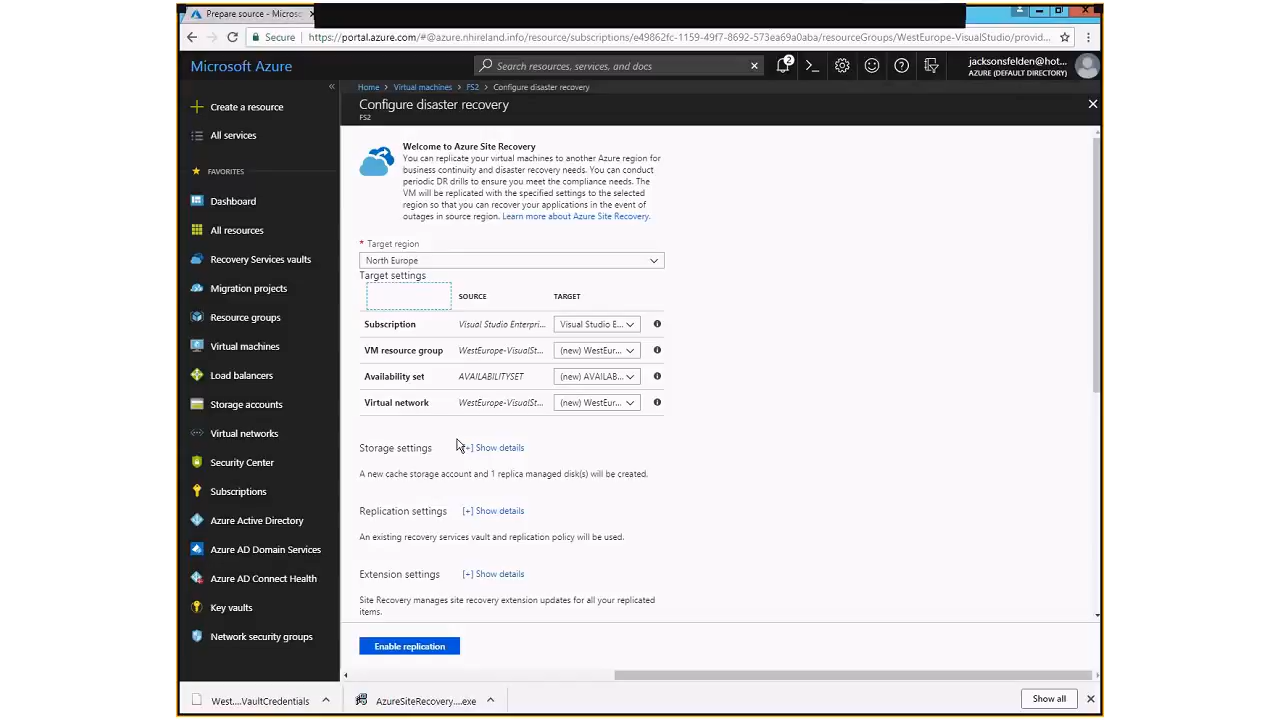 Prepare source - Microsc
Secure | https://portal.azure.com/#@azure.nhireland.info/resource/subscriptions/e49862fc-1159-49f7-8692-573ea69a0aba/resourceGroups/WestEurope-VisualStudio/provid
Microsoft Azure
Search resources, services, and docs
2
jacksonsfelden@hot...
AZURE (DEFAULT DIRECTORY)
Home > Virtual machines > FS2 > Configure disaster recovery
Configure disaster recovery
FS2
Create a resource
All services
FAVORITES
Dashboard
All resources
Recovery Services vaults
Migration projects
Resource groups
Virtual machines
Load balancers
Storage accounts
Virtual networks
Security Center
Subscriptions
Azure Active Directory
Azure AD Domain Services
Azure AD Connect Health
Key vaults
Network security groups
Welcome to Azure Site Recovery
You can replicate your virtual machines to another Azure region for
business continuity and disaster recovery needs. You can conduct
periodic DR drills to ensure you meet the compliance needs. The
VM will be replicated with the specified settings to the selected
region so that you can recover your applications in the event of
outages in source region. Learn more about Azure Site Recovery.
* Target region
North Europe
Target settings
SOURCE TARGET
Subscription Visual Studio Enterpri... Visual Studio E...
VM resource group WestEurope-VisualSt... (new) WestEur...
Availability set AVAILABILITYSET (new) AVAILAB...
Virtual network WestEurope-VisualSt... (new) WestEur...
Storage settings [+] Show details
A new cache storage account and 1 replica managed disk(s) will be created.
Replication settings [+] Show details
An existing recovery services vault and replication policy will be used.
Extension settings [+] Show details
Site Recovery manages site recovery extension updates for all your replicated
items.
Enable replication
West....VaultCredentials
AzureSiteRecovery....exe
Show all